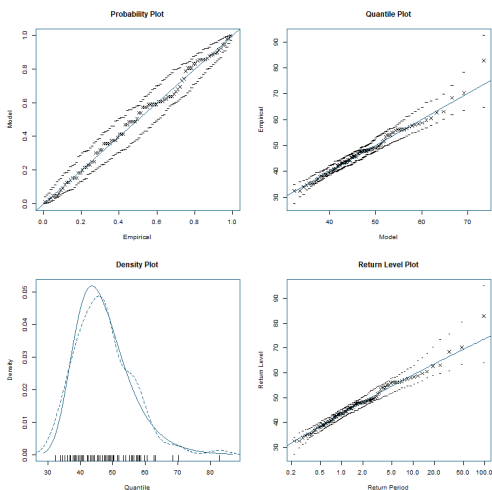 Probability Plot
Model
0.0 0.2 0.4 0.6 0.8 1.0
0.0 0.2 0.4 0.6 0.8 1.0
Empirical
Quantile Plot
Empirical
30 40 50 60 70 80 90
40 50 60 70
Model
Density Plot
Density
0.00 0.01 0.02 0.03 0.04 0.05
30 40 50 60 70 80
Quantile
Return Level Plot
Return Level
30 40 50 60 70 80 90
0.2 0.5 1.0 2.0 5.0 10.0 20.0 50.0 100.0
Return Period